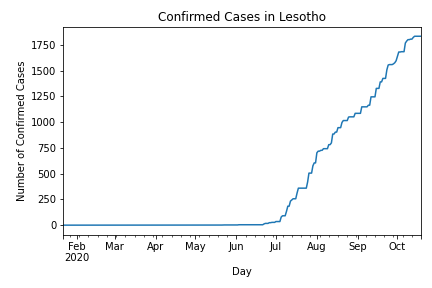 Confirmed Cases in Lesotho
Number of Confirmed Cases
1750
1500
1250
1000
750
500
250
0
Feb Mar Apr May Jun Jul Aug Sep Oct
2020
Day